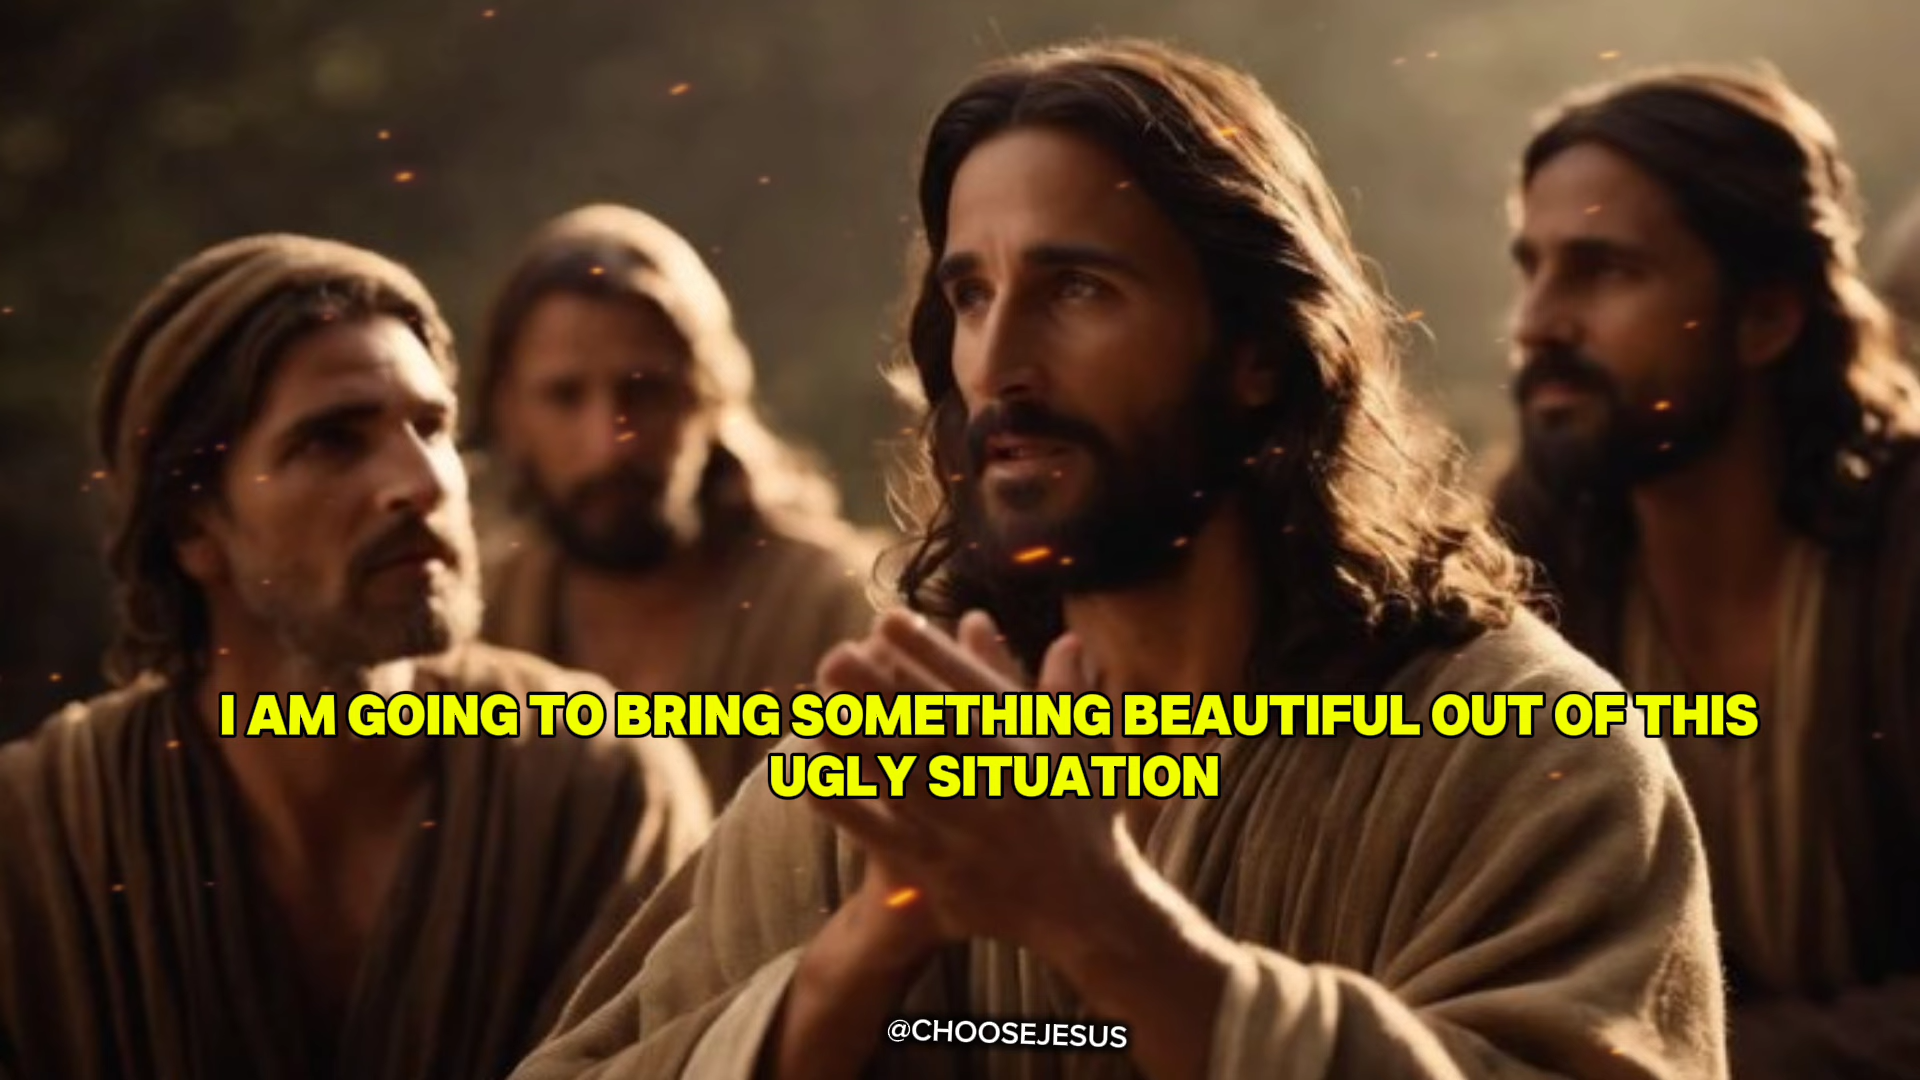 I AM GOING TO BRING SOMETHING BEAUTIFUL OUT OF THIS
UGLY SITUATION
@CHOOSEJESUS